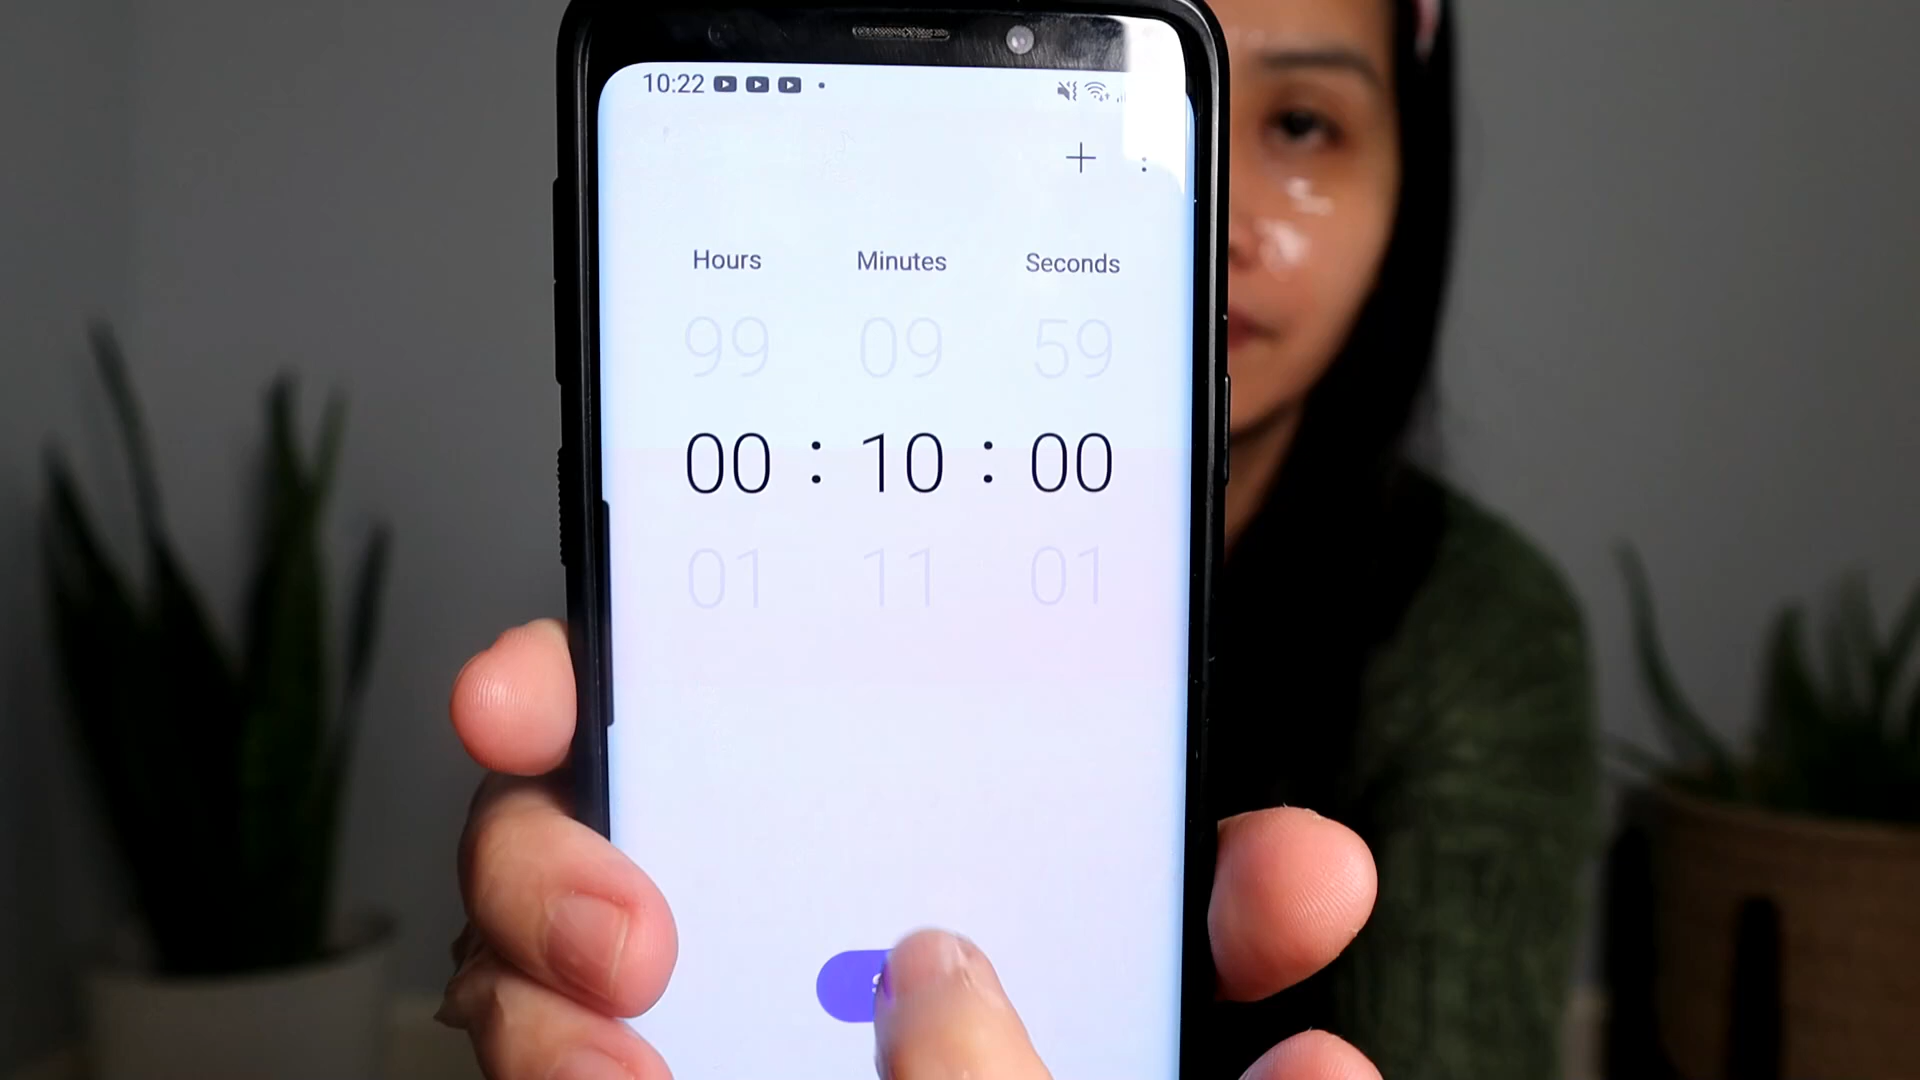 10:22
Hours Minutes Seconds
99 09 59
00 : 10 : 00
01 11 01